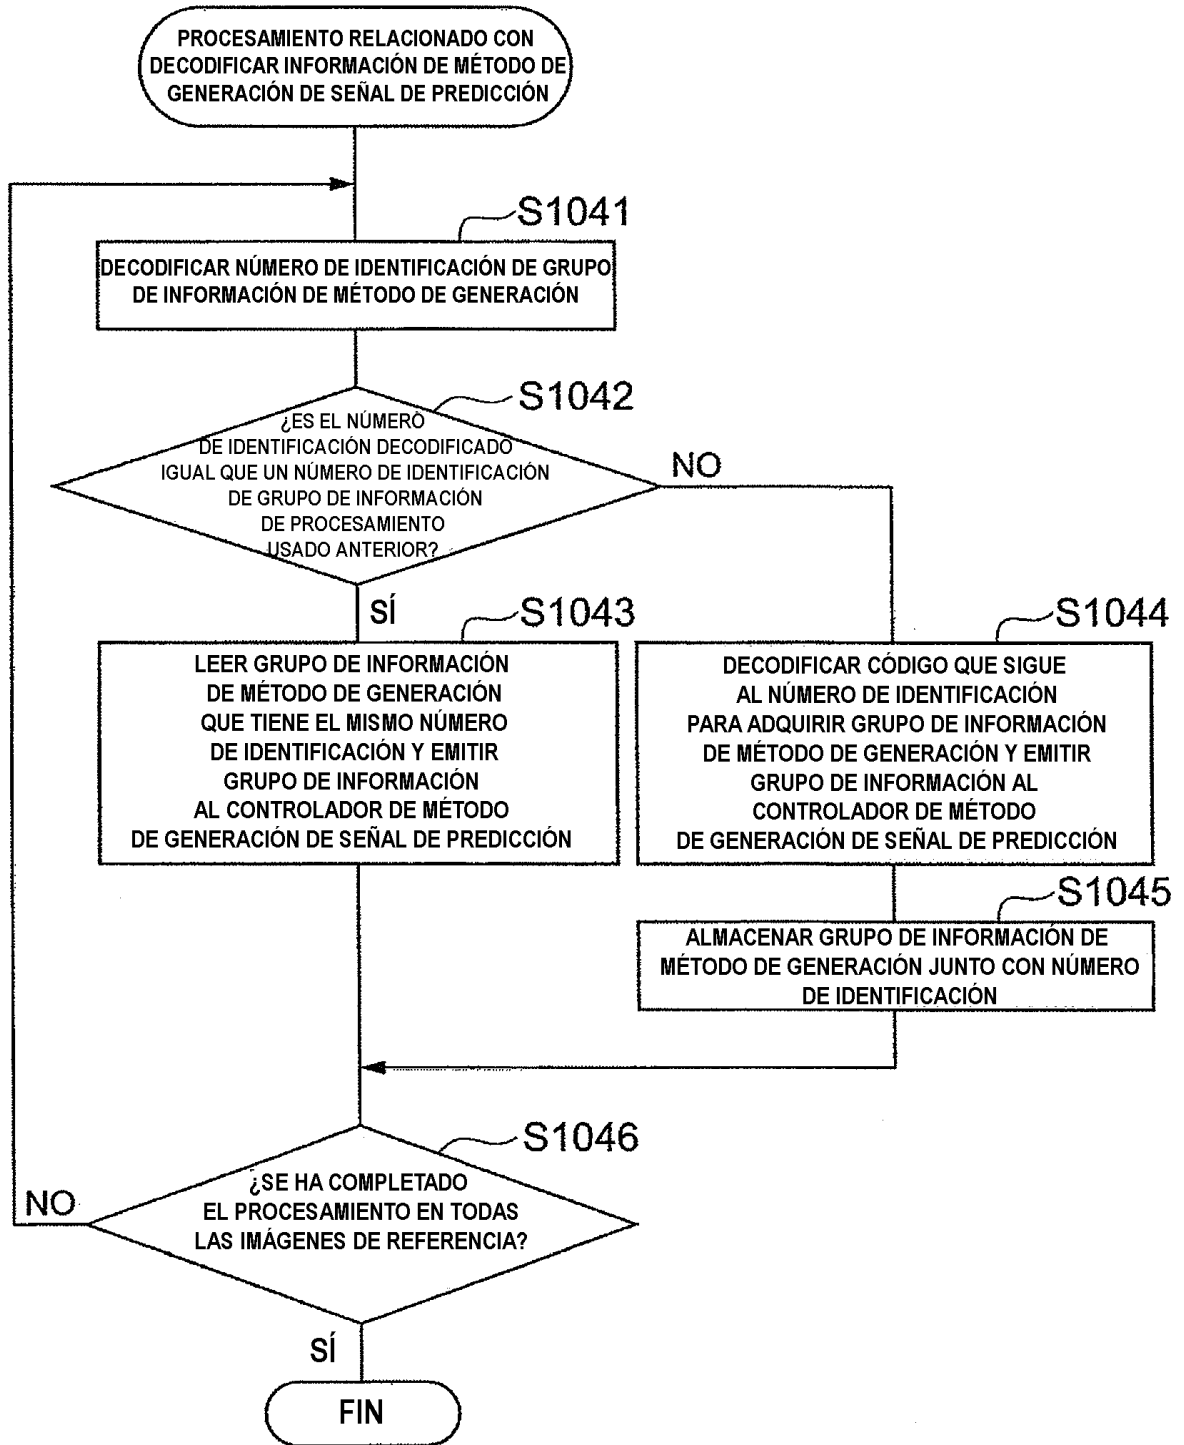 PROCESAMIENTO RELACIONADO CON
DECODIFICAR INFORMACIÓN DE MÉTODO DE
GENERACIÓN DE SEÑAL DE PREDICCIÓN
S1041
DECODIFICAR NÚMERO DE IDENTIFICACIÓN DE GRUPO
DE INFORMACIÓN DE MÉTODO DE GENERACIÓN
S1042
¿ES EL NÚMERO
DE IDENTIFICACIÓN DECODIFICADO
IGUAL QUE UN NÚMERO DE IDENTIFICACIÓN
DE GRUPO DE INFORMACIÓN
DE PROCESAMIENTO
USADO ANTERIOR?
NO
SÍ
S1043
LEER GRUPO DE INFORMACIÓN
DE MÉTODO DE GENERACIÓN
QUE TIENE EL MISMO NÚMERO
DE IDENTIFICACIÓN Y EMITIR
GRUPO DE INFORMACIÓN
AL CONTROLADOR DE MÉTODO
DE GENERACIÓN DE SEÑAL DE PREDICCIÓN
S1044
DECODIFICAR CÓDIGO QUE SIGUE
AL NÚMERO DE IDENTIFICACIÓN
PARA ADQUIRIR GRUPO DE INFORMACIÓN
DE MÉTODO DE GENERACIÓN Y EMITIR
GRUPO DE INFORMACIÓN AL
CONTROLADOR DE MÉTODO
DE GENERACIÓN DE SEÑAL DE PREDICCIÓN
S1045
ALMACENAR GRUPO DE INFORMACIÓN DE
MÉTODO DE GENERACIÓN JUNTO CON NÚMERO
DE IDENTIFICACIÓN
S1046
¿SE HA COMPLETADO
EL PROCESAMIENTO EN TODAS
LAS IMÁGENES DE REFERENCIA?
NO
SÍ
FIN